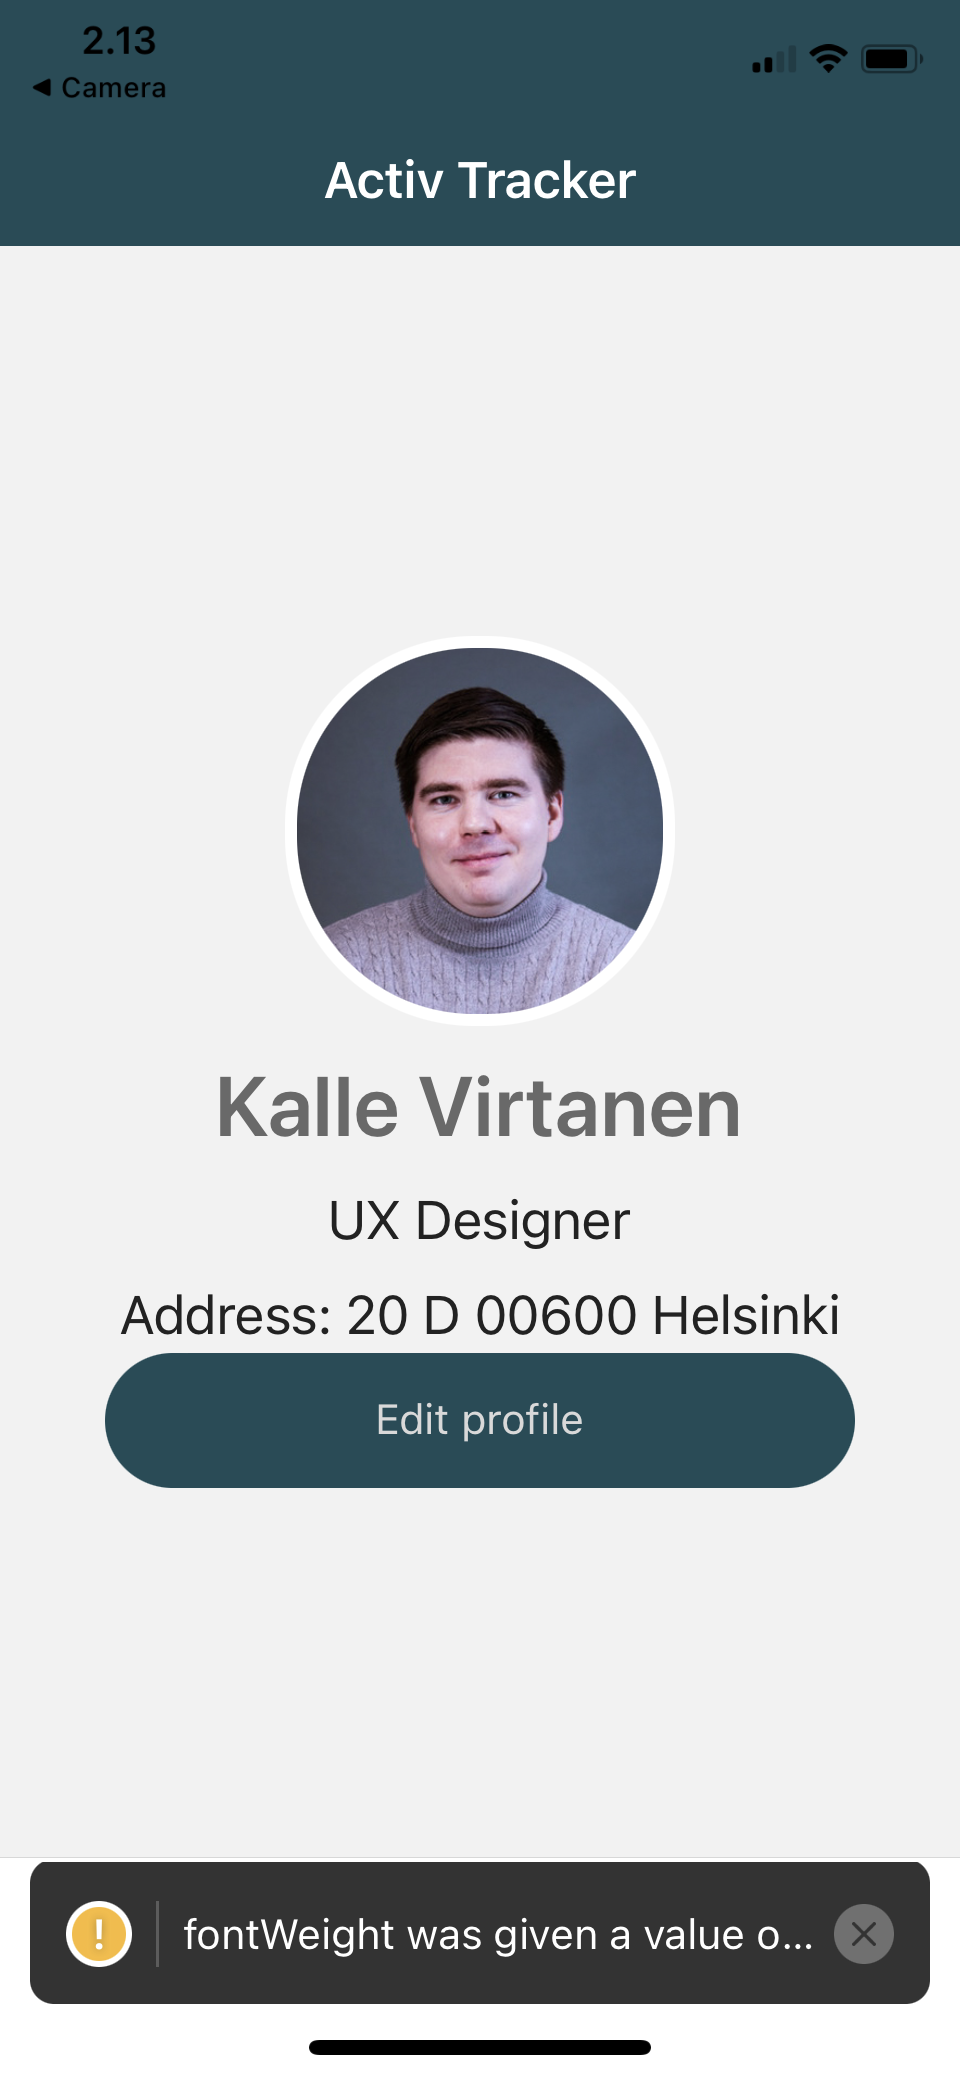 2.13
◀ Camera
Activ Tracker
Kalle Virtanen
UX Designer
Address: 20 D 00600 Helsinki
Edit profile
! fontWeight was given a value o...